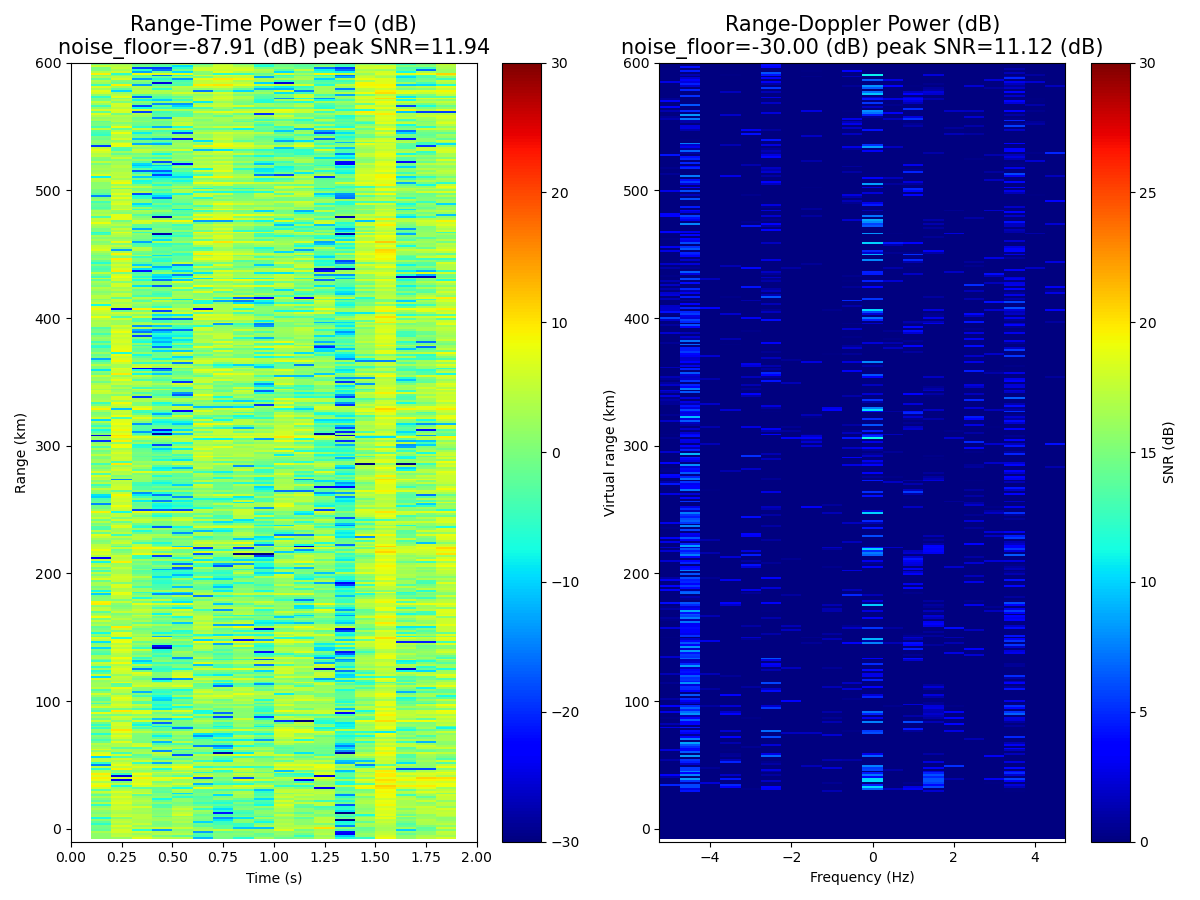 Range-Time Power f=0 (dB)
noise_floor=-87.91 (dB) peak SNR=11.94
Range (km)
600
500
400
300
200
100
0
0.00 0.25 0.50 0.75 1.00 1.25 1.50 1.75 2.00
Time (s)
30
20
10
0
−10
−20
−30
Range-Doppler Power (dB)
noise_floor=-30.00 (dB) peak SNR=11.12 (dB)
Virtual range (km)
600
500
400
300
200
100
0
−4 −2 0 2 4
Frequency (Hz)
30
25
20
15
10
5
0
SNR (dB)